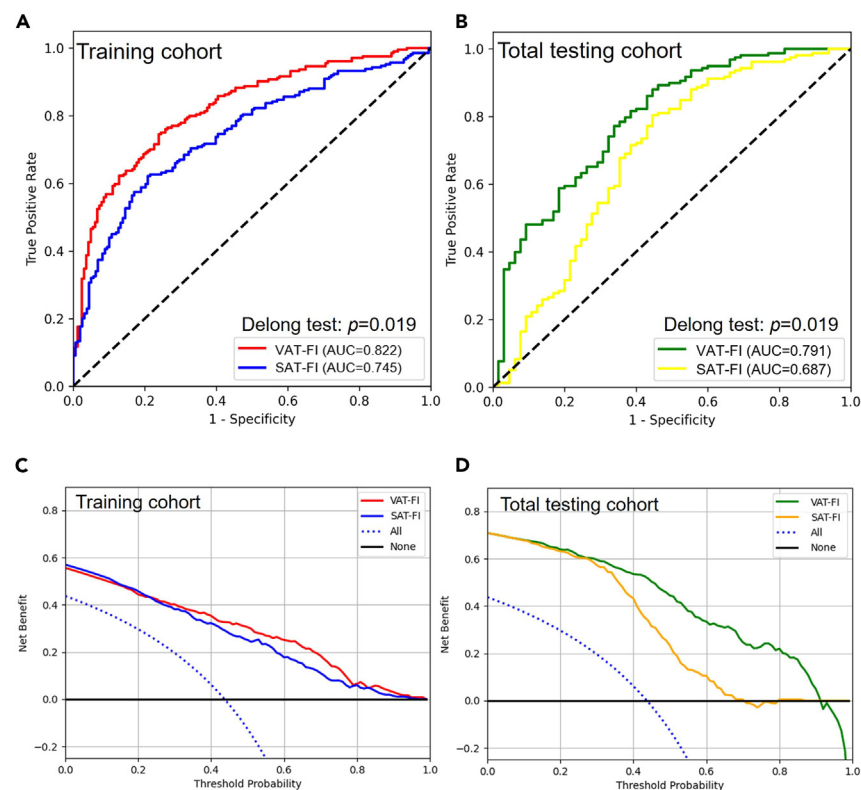 A
Training cohort
True Positive Rate
1.0
0.8
0.6
0.4
0.2
0.0
Delong test: p=0.019
VAT-FI (AUC=0.822)
SAT-FI (AUC=0.745)
0.0 0.2 0.4 0.6 0.8 1.0
1 - Specificity
B
Total testing cohort
True Positive Rate
1.0
0.8
0.6
0.4
0.2
0.0
Delong test: p=0.019
VAT-FI (AUC=0.791)
SAT-FI (AUC=0.687)
0.0 0.2 0.4 0.6 0.8 1.0
1 - Specificity
C
Training cohort
VAT-FI
SAT-FI
All
None
Net Benefit
0.8
0.6
0.4
0.2
0.0
−0.2
0.0 0.2 0.4 0.6 0.8 1.0
Threshold Probability
D
Total testing cohort
VAT-FI
SAT-FI
All
None
Net Benefit
0.8
0.6
0.4
0.2
0.0
−0.2
0.0 0.2 0.4 0.6 0.8 1.0
Threshold Probability